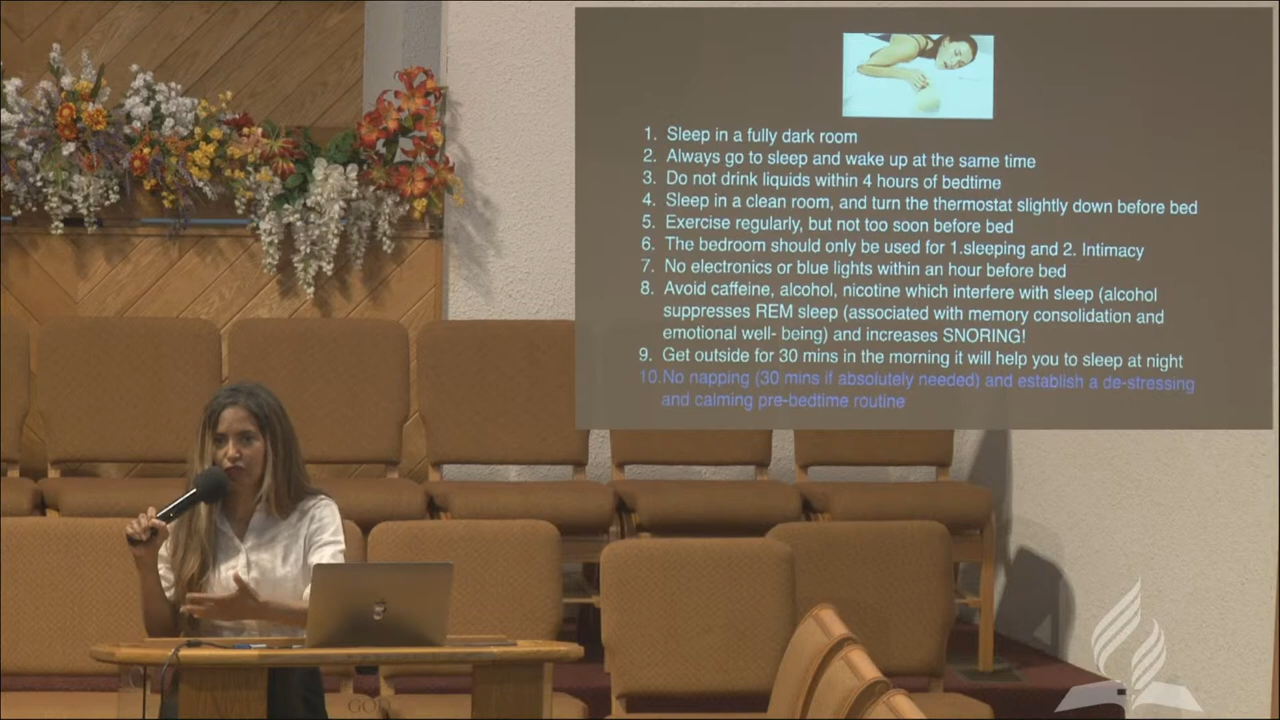 1. Sleep in a fully dark room
2. Always go to sleep and wake up at the same time
3. Do not drink liquids within 4 hours of bedtime
4. Sleep in a clean room, and turn the thermostat slightly down before bed
5. Exercise regularly, but not too soon before bed
6. The bedroom should only be used for 1.sleeping and 2. Intimacy
7. No electronics or blue lights within an hour before bed
8. Avoid caffeine, alcohol, nicotine which interfere with sleep (alcohol
suppresses REM sleep (associated with memory consolidation and
emotional well- being) and increases SNORING!
9. Get outside for 30 mins in the morning it will help you to sleep at night
10.No napping (30 mins if absolutely needed) and establish a de-stressing
and calming pre-bedtime routine
GOD